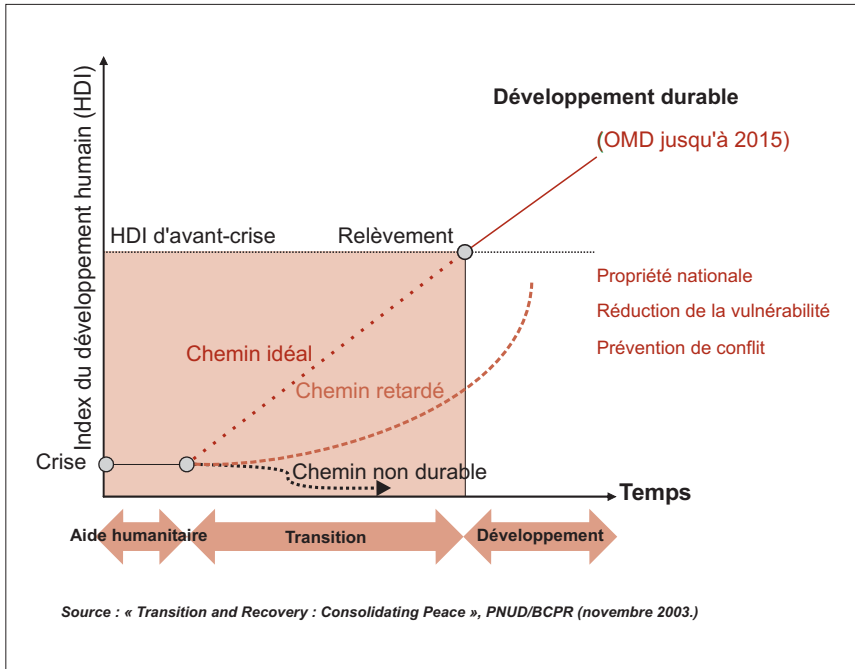 Index du développement humain (HDI)
Développement durable
(OMD jusqu'à 2015)
HDI d'avant-crise
Relèvement
Propriété nationale
Réduction de la vulnérabilité
Prévention de conflit
Chemin idéal
Chemin retardé
Chemin non durable
Crise
Temps
Aide humanitaire
Transition
Développement
Source : « Transition and Recovery : Consolidating Peace », PNUD/BCPR (novembre 2003.)